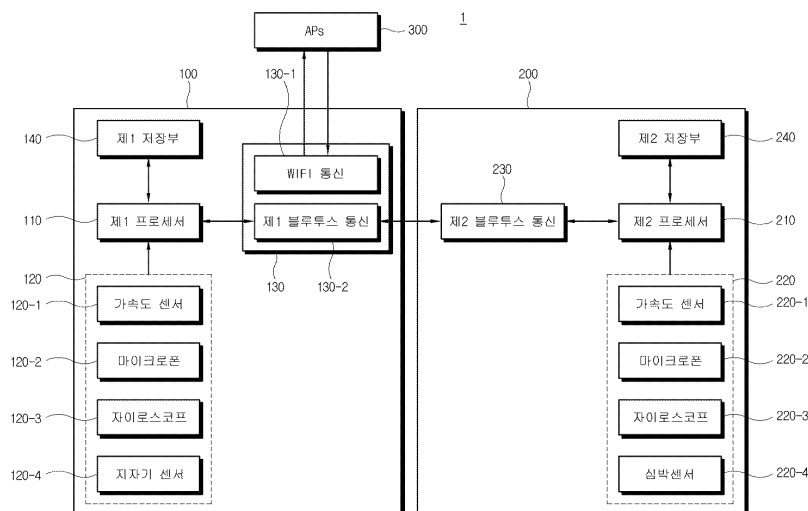 1
APs
300
130-1
100
200
140
제1 저장부
WIFI 통신
제2 저장부
240
230
110
제1 프로세서
제1 블루투스 통신
제2 블루투스 통신
제2 프로세서
210
120
130
130-2
220
120-1
가속도 센서
가속도 센서
220-1
120-2
마이크로폰
마이크로폰
220-2
120-3
자이로스코프
자이로스코프
220-3
120-4
지자기 센서
심박센서
220-4